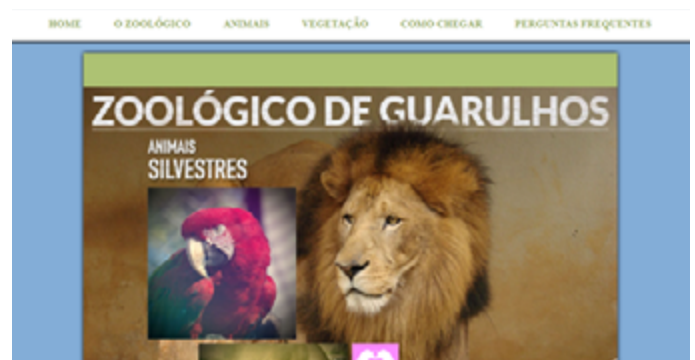 HOME O ZOOLÓGICO ANIMAIS VEGETAÇÃO COMO CHEGAR PERGUNTAS FREQUENTES
ZOOLÓGICO DE GUARULHOS
ANIMAIS
SILVESTRES